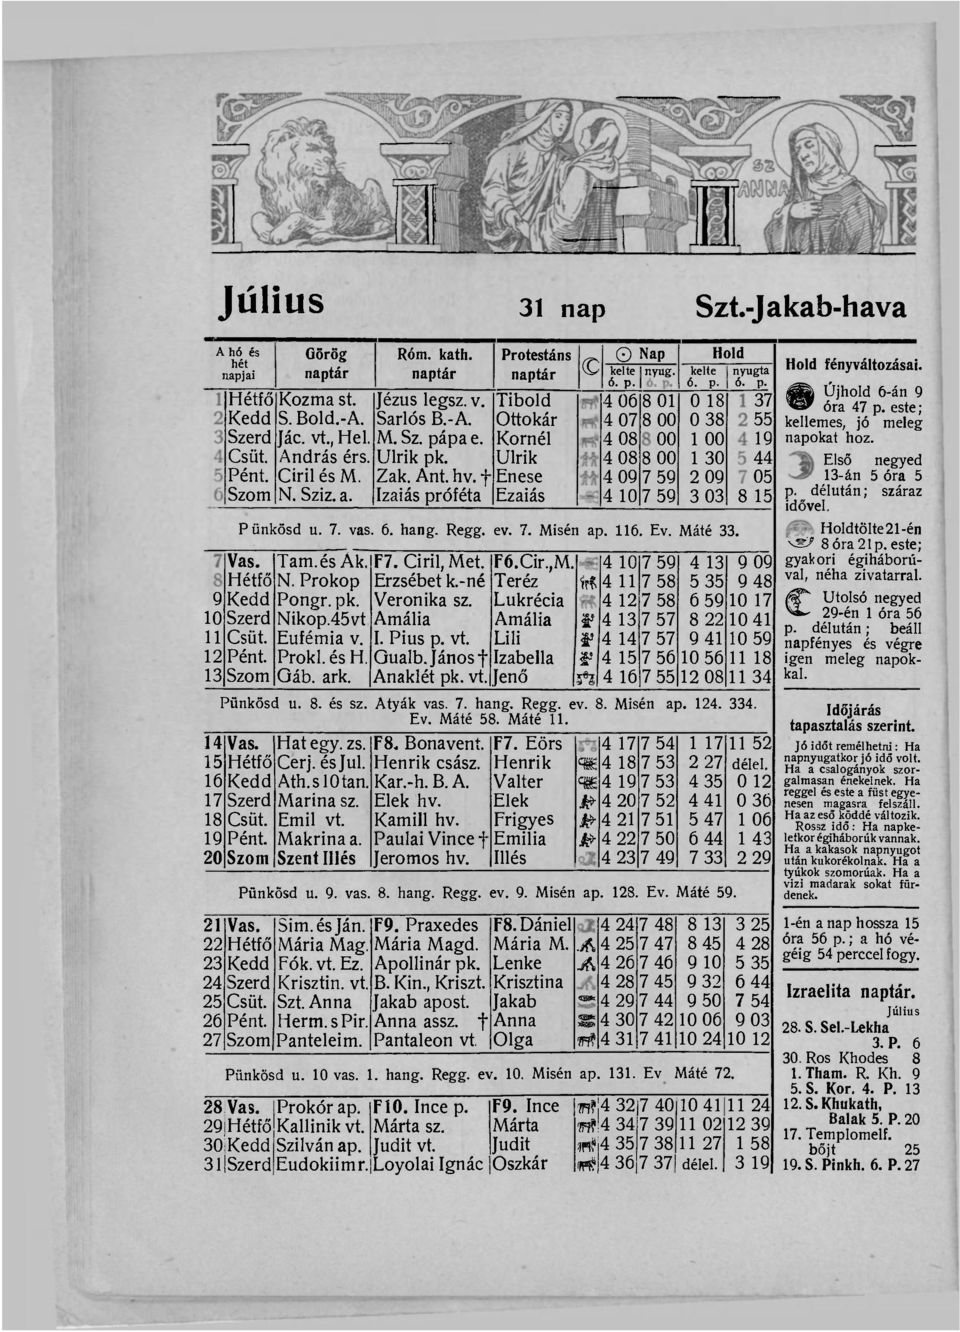 SZ
ANNA
Július 31 nap Szt.-Jakab-hava
A hó és hét napjai Görög naptár Róm. kath. naptár Protestáns naptár ☾ ☉ Nap Hold
kelte nyug. kelte nyugta
ó. p. ó. p. ó. p. ó. p.
1 Hétfő Kozma st. Jézus legsz. v. Tibold 4 06 8 01 0 18 1 37
2 Kedd S. Bold.-A. Sarlós B.-A. Ottokár 4 07 8 00 0 38 2 55
3 Szerd Jác. vt., Hel. M. Sz. pápa e. Kornél 4 08 8 00 1 00 4 19
4 Csüt. András érs. Ulrik pk. Ulrik 4 08 8 00 1 30 5 44
5 Pént. Ciril és M. Zak. Ant. hv. † Enese 4 09 7 59 2 09 7 05
6 Szom N. Sziz. a. Izaiás próféta Ezaiás 4 10 7 59 3 03 8 15
Pünkösd u. 7. vas. 6. hang. Regg. ev. 7. Misén ap. 116. Ev. Máté 33.
7 Vas. Tam. és Ak. F7. Ciril, Met. F6. Cir., M. 4 10 7 59 4 13 9 09
8 Hétfő N. Prokop Erzsébet k.-né Teréz 4 11 7 58 5 35 9 48
9 Kedd Pongr. pk. Veronika sz. Lukrécia 4 12 7 58 6 59 10 17
10 Szerd Nikop. 45vt Amália Amália 4 13 7 57 8 22 10 41
11 Csüt. Eufémia v. I. Pius p. vt. Lili 4 14 7 57 9 41 10 59
12 Pént. Prokl. és H. Gualb. János † Izabella 4 15 7 56 10 56 11 18
13 Szom Gáb. ark. Anaklét pk. vt. Jenő 4 16 7 55 12 08 11 34
Pünkösd u. 8. és sz. Atyák vas. 7. hang. Regg. ev. 8. Misén ap. 124. 334.
Ev. Máté 58. Máté 11.
14 Vas. Hat egy. zs. F8. Bonavent. F7. Eörs 4 17 7 54 1 17 11 52
15 Hétfő Cerj. és Jul. Henrik csász. Henrik 4 18 7 53 2 27 délel.
16 Kedd Ath. s 10 tan. Kar.-h. B. A. Valter 4 19 7 53 4 35 0 12
17 Szerd Marina sz. Elek hv. Elek 4 20 7 52 4 41 0 36
18 Csüt. Emil vt. Kamill hv. Frigyes 4 21 7 51 5 47 1 06
19 Pént. Makrina a. Paulai Vince † Emilia 4 22 7 50 6 44 1 43
20 Szom Szent Illés Jeromos hv. Illés 4 23 7 49 7 33 2 29
Pünkösd u. 9. vas. 8. hang. Regg. ev. 9. Misén ap. 128. Ev. Máté 59.
21 Vas. Sim. és Ján. F9. Praxedes F8. Dániel 4 24 7 48 8 13 3 25
22 Hétfő Mária Mag. Mária Magd. Mária M. 4 25 7 47 8 45 4 28
23 Kedd Fók. vt. Ez. Apollinár pk. Lenke 4 26 7 46 9 10 5 35
24 Szerd Krisztin. vt. B. Kin., Kriszt. Krisztina 4 28 7 45 9 32 6 44
25 Csüt. Szt. Anna Jakab apost. Jakab 4 29 7 44 9 50 7 54
26 Pént. Herm. s Pir. Anna assz. † Anna 4 30 7 42 10 06 9 03
27 Szom Panteleim. Pantaleon vt. Olga 4 31 7 41 10 24 10 12
Pünkösd u. 10 vas. 1. hang. Regg. ev. 10. Misén ap. 131. Ev. Máté 72.
28 Vas. Prokór ap. F10. Ince p. F9. Ince 4 32 7 40 10 41 11 24
29 Hétfő Kallinik vt. Márta sz. Márta 4 34 7 39 11 02 12 39
30 Kedd Szilván ap. Judit vt. Judit 4 35 7 38 11 27 1 58
31 Szerd Eudokiim r. Loyolai Ignác Oszkár 4 36 7 37 délel. 3 19
Hold fényváltozásai.
Újhold 6-án 9
óra 47 p. este;
kellemes, jó meleg
napokat hoz.
Első negyed
13-án 5 óra 5
p. délután; száraz
idővel.
Holdtölte 21-én
8 óra 21 p. este;
gyakori égiháború-
val, néha zivatarral.
Utolsó negyed
29-én 1 óra 56
p. délután; beáll
napfényes és végre
igen meleg napok-
kal.
Időjárás
tapasztalás szerint.
Jó időt remélhetni: Ha
napnyugatkor jó idő volt.
Ha a csalogányok szor-
galmasan énekelnek. Ha
reggel és este a füst egye-
nesen magasra felszáll.
Ha az eső köddé változik.
Rossz idő: Ha napke-
letkor égiháborúk vannak.
Ha a kakasok napnyugot
után kukorékolnak. Ha a
tyúkok szomorúak. Ha a
vizi madarak sokat für-
denek.
1-én a nap hossza 15
óra 56 p.; a hó vé-
géig 54 perccel fogy.
Izraelita naptár.
Július
28. S. Sel.-Lekha
3. P. 6
30. Ros Khodes 8
1. Tham. R. Kh. 9
5. S. Kor. 4. P. 13
12. S. Khukath,
Balak 5. P. 20
17. Templomelf.
bőjt 25
19. S. Pinkh. 6. P. 27